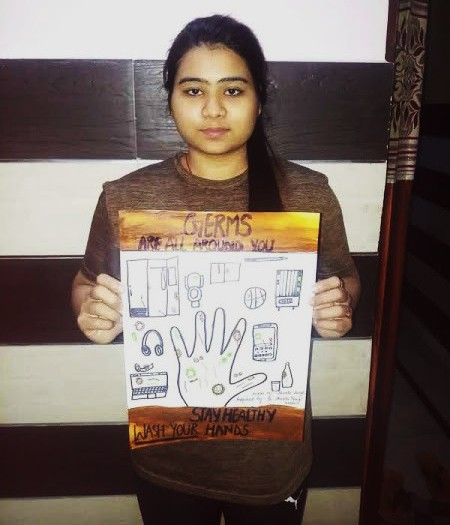 GERMS
ARE ALL AROUND YOU
STAY HEALTHY
WASH YOUR HANDS